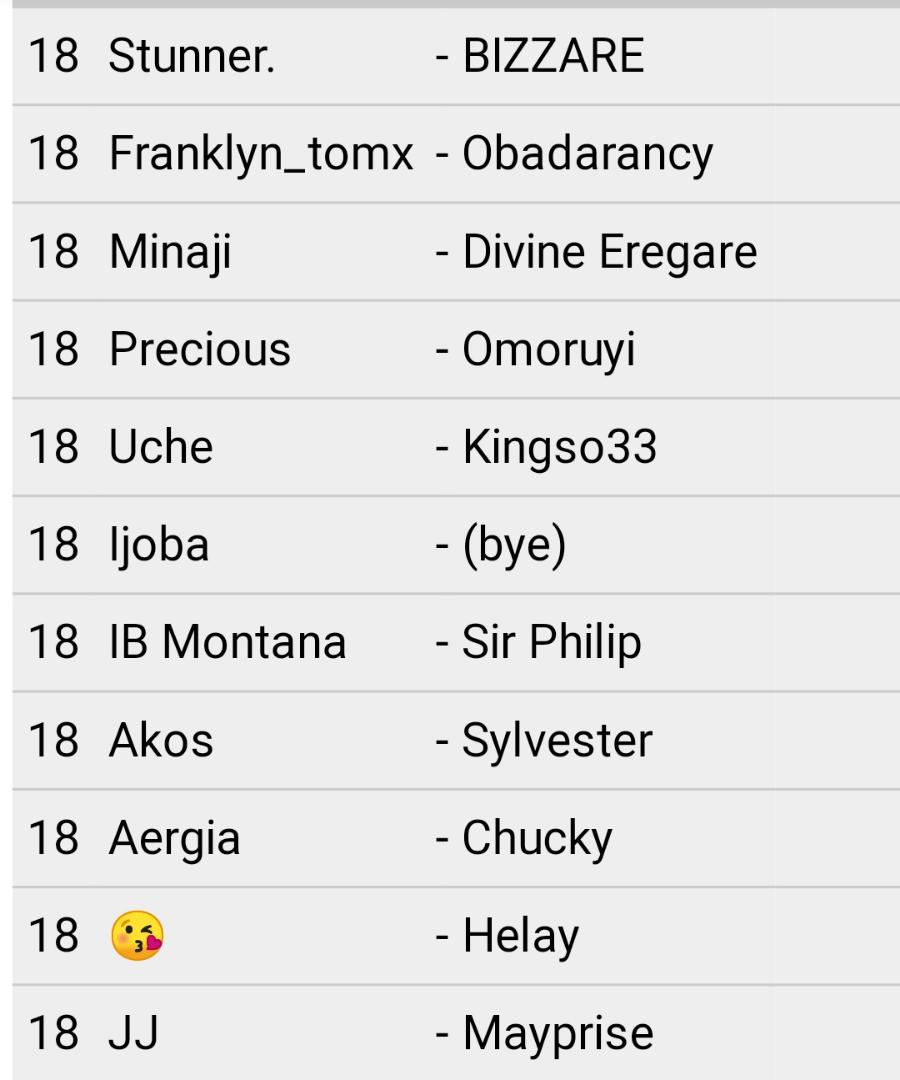 18 Stunner. - BIZZARE
18 Franklyn_tomx - Obadarancy
18 Minaji - Divine Eregare
18 Precious - Omoruyi
18 Uche - Kingso33
18 Ijoba - (bye)
18 IB Montana - Sir Philip
18 Akos - Sylvester
18 Aergia - Chucky
18 😘 - Helay
18 JJ - Mayprise